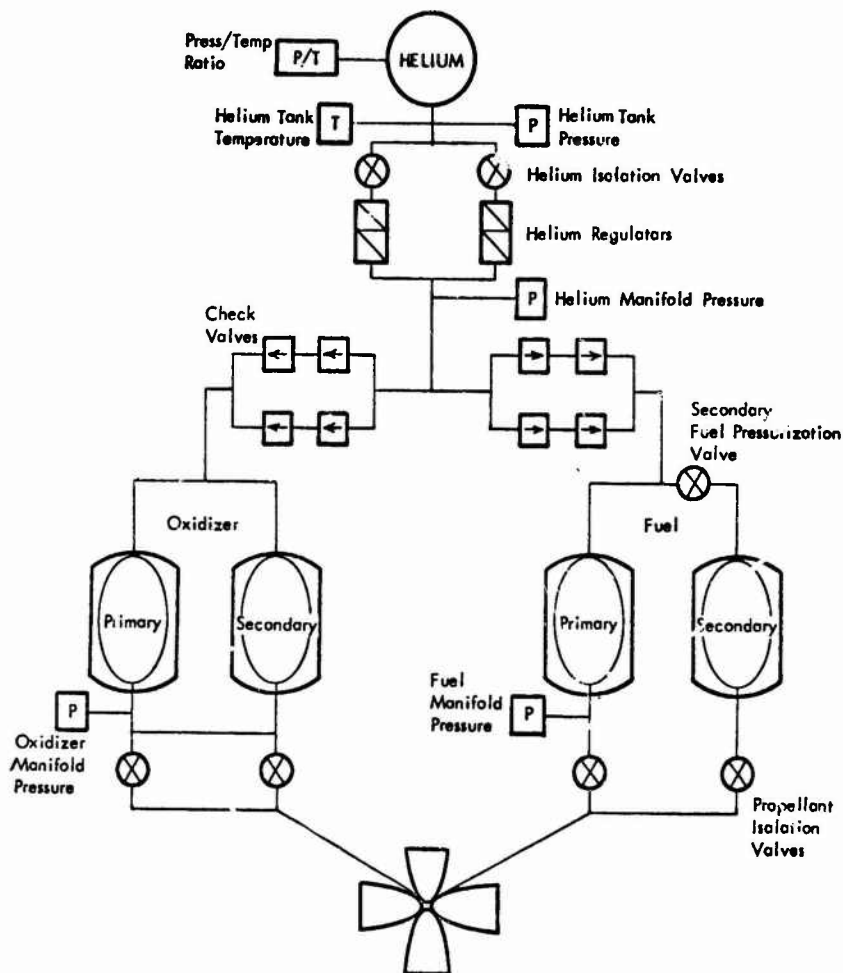 Press/Temp
Ratio
P/T
HELIUM
Helium Tank
Temperature
T
P
Helium Tank
Pressure
Helium Isolation Valves
Helium Regulators
P
Helium Manifold Pressure
Check
Valves
Secondary
Fuel Pressurization
Valve
Oxidizer
Fuel
Primary
Secondary
Primary
Secondary
P
Oxidizer
Manifold
Pressure
Fuel
Manifold
Pressure
P
Propellant
Isolation
Valves